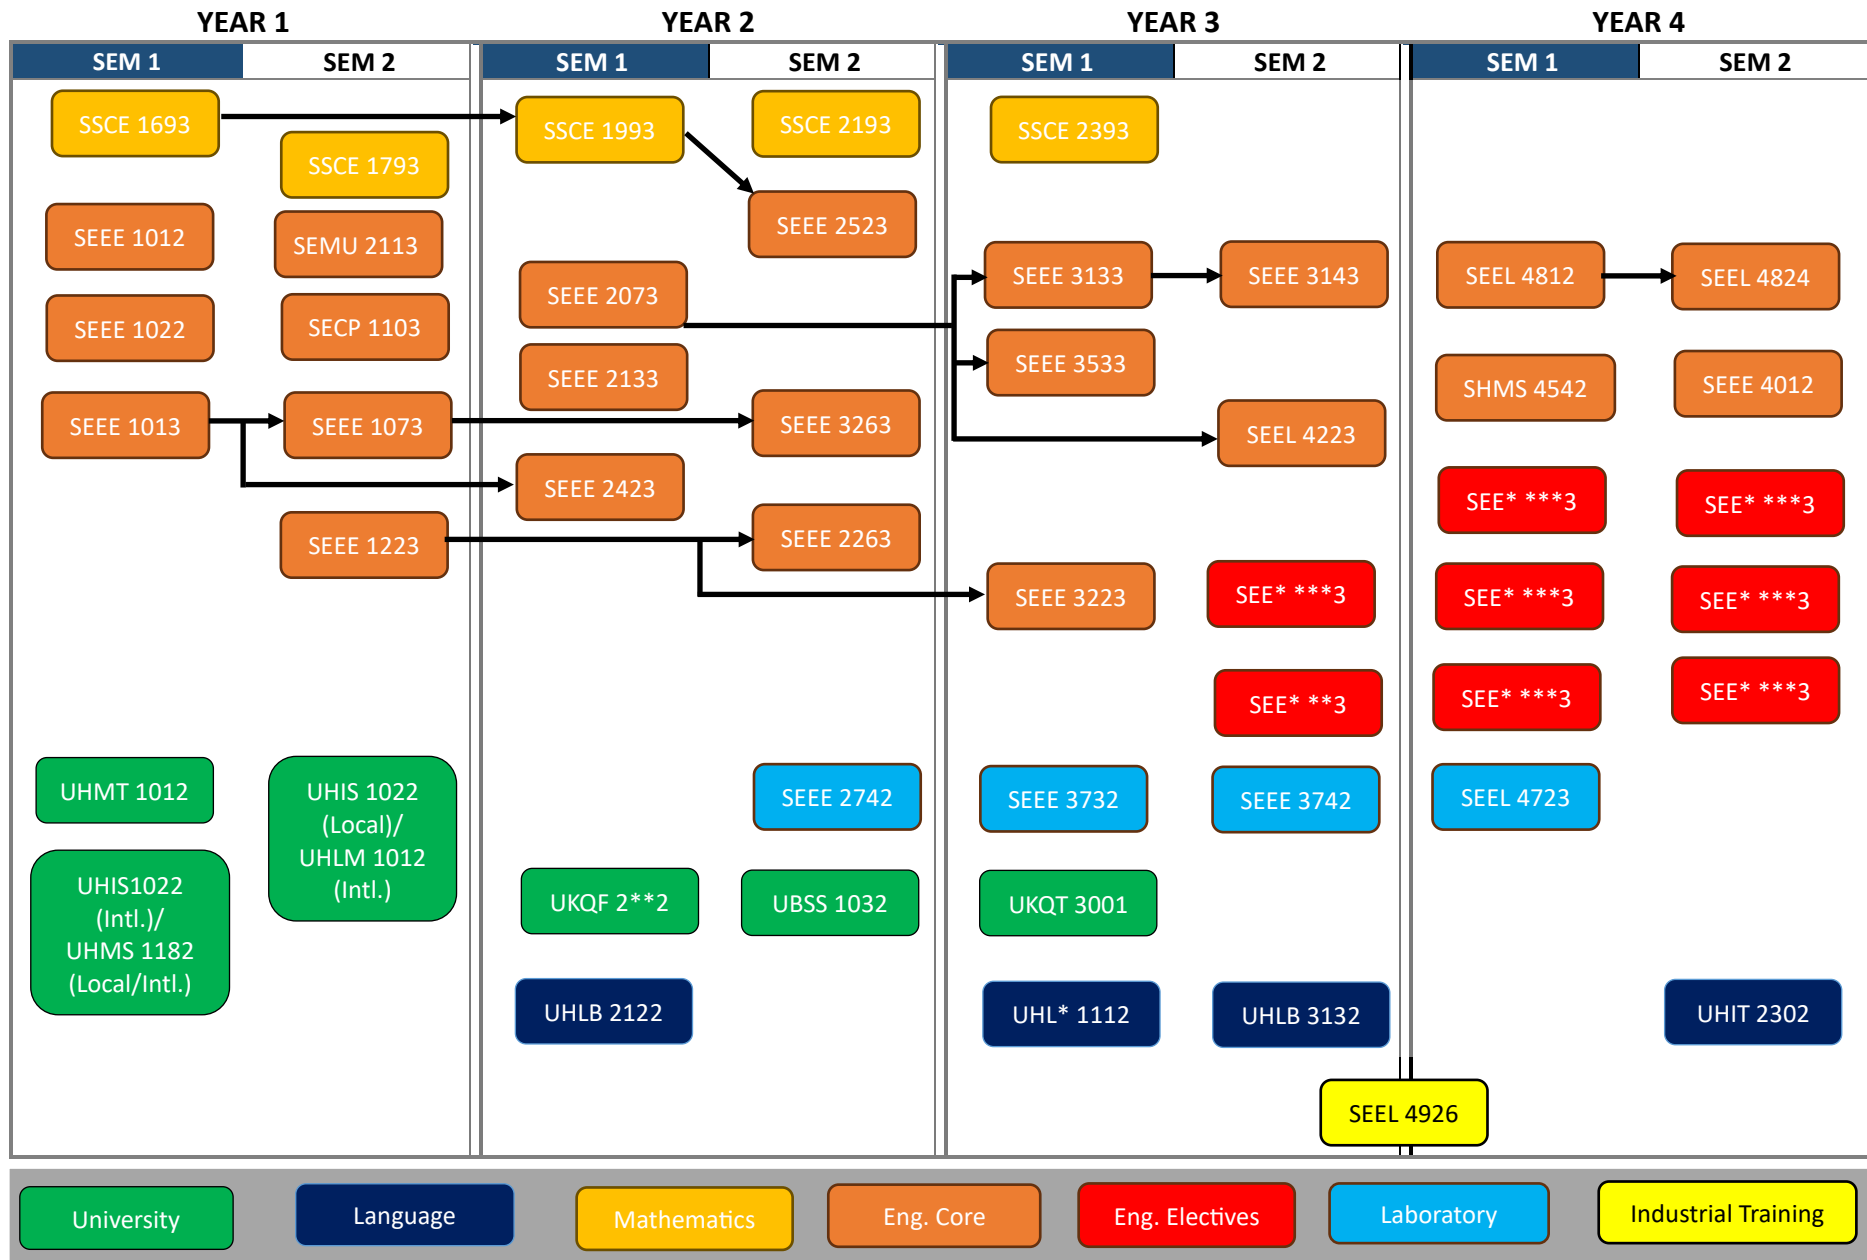 YEAR 1
YEAR 2
YEAR 3
YEAR 4
SEM 1
SEM 2
SEM 1
SEM 2
SEM 1
SEM 2
SEM 1
SEM 2
SSCE 1693
SEEE 1012
SEEE 1022
SEEE 1013
UHMT 1012
UHIS1022
(Intl.)/
UHMS 1182
(Local/Intl.)
SSCE 1793
SEMU 2113
SECP 1103
SEEE 1073
SEEE 1223
UHIS 1022
(Local)/
UHLM 1012
(Intl.)
SSCE 1993
SEEE 2073
SEEE 2133
SEEE 2423
UKQF 2**2
UHLB 2122
SSCE 2193
SEEE 2523
SEEE 3263
SEEE 2263
SEEE 2742
UBSS 1032
SSCE 2393
SEEE 3133
SEEE 3533
SEEE 3223
SEEE 3732
UKQT 3001
UHL* 1112
SEEE 3143
SEEL 4223
SEE* ***3
SEE* **3
SEEE 3742
UHLB 3132
SEEL 4926
SEEL 4812
SHMS 4542
SEE* ***3
SEE* ***3
SEE* ***3
SEEL 4723
SEEL 4824
SEEE 4012
SEE* ***3
SEE* ***3
SEE* ***3
UHIT 2302
University
Language
Mathematics
Eng. Core
Eng. Electives
Laboratory
Industrial Training